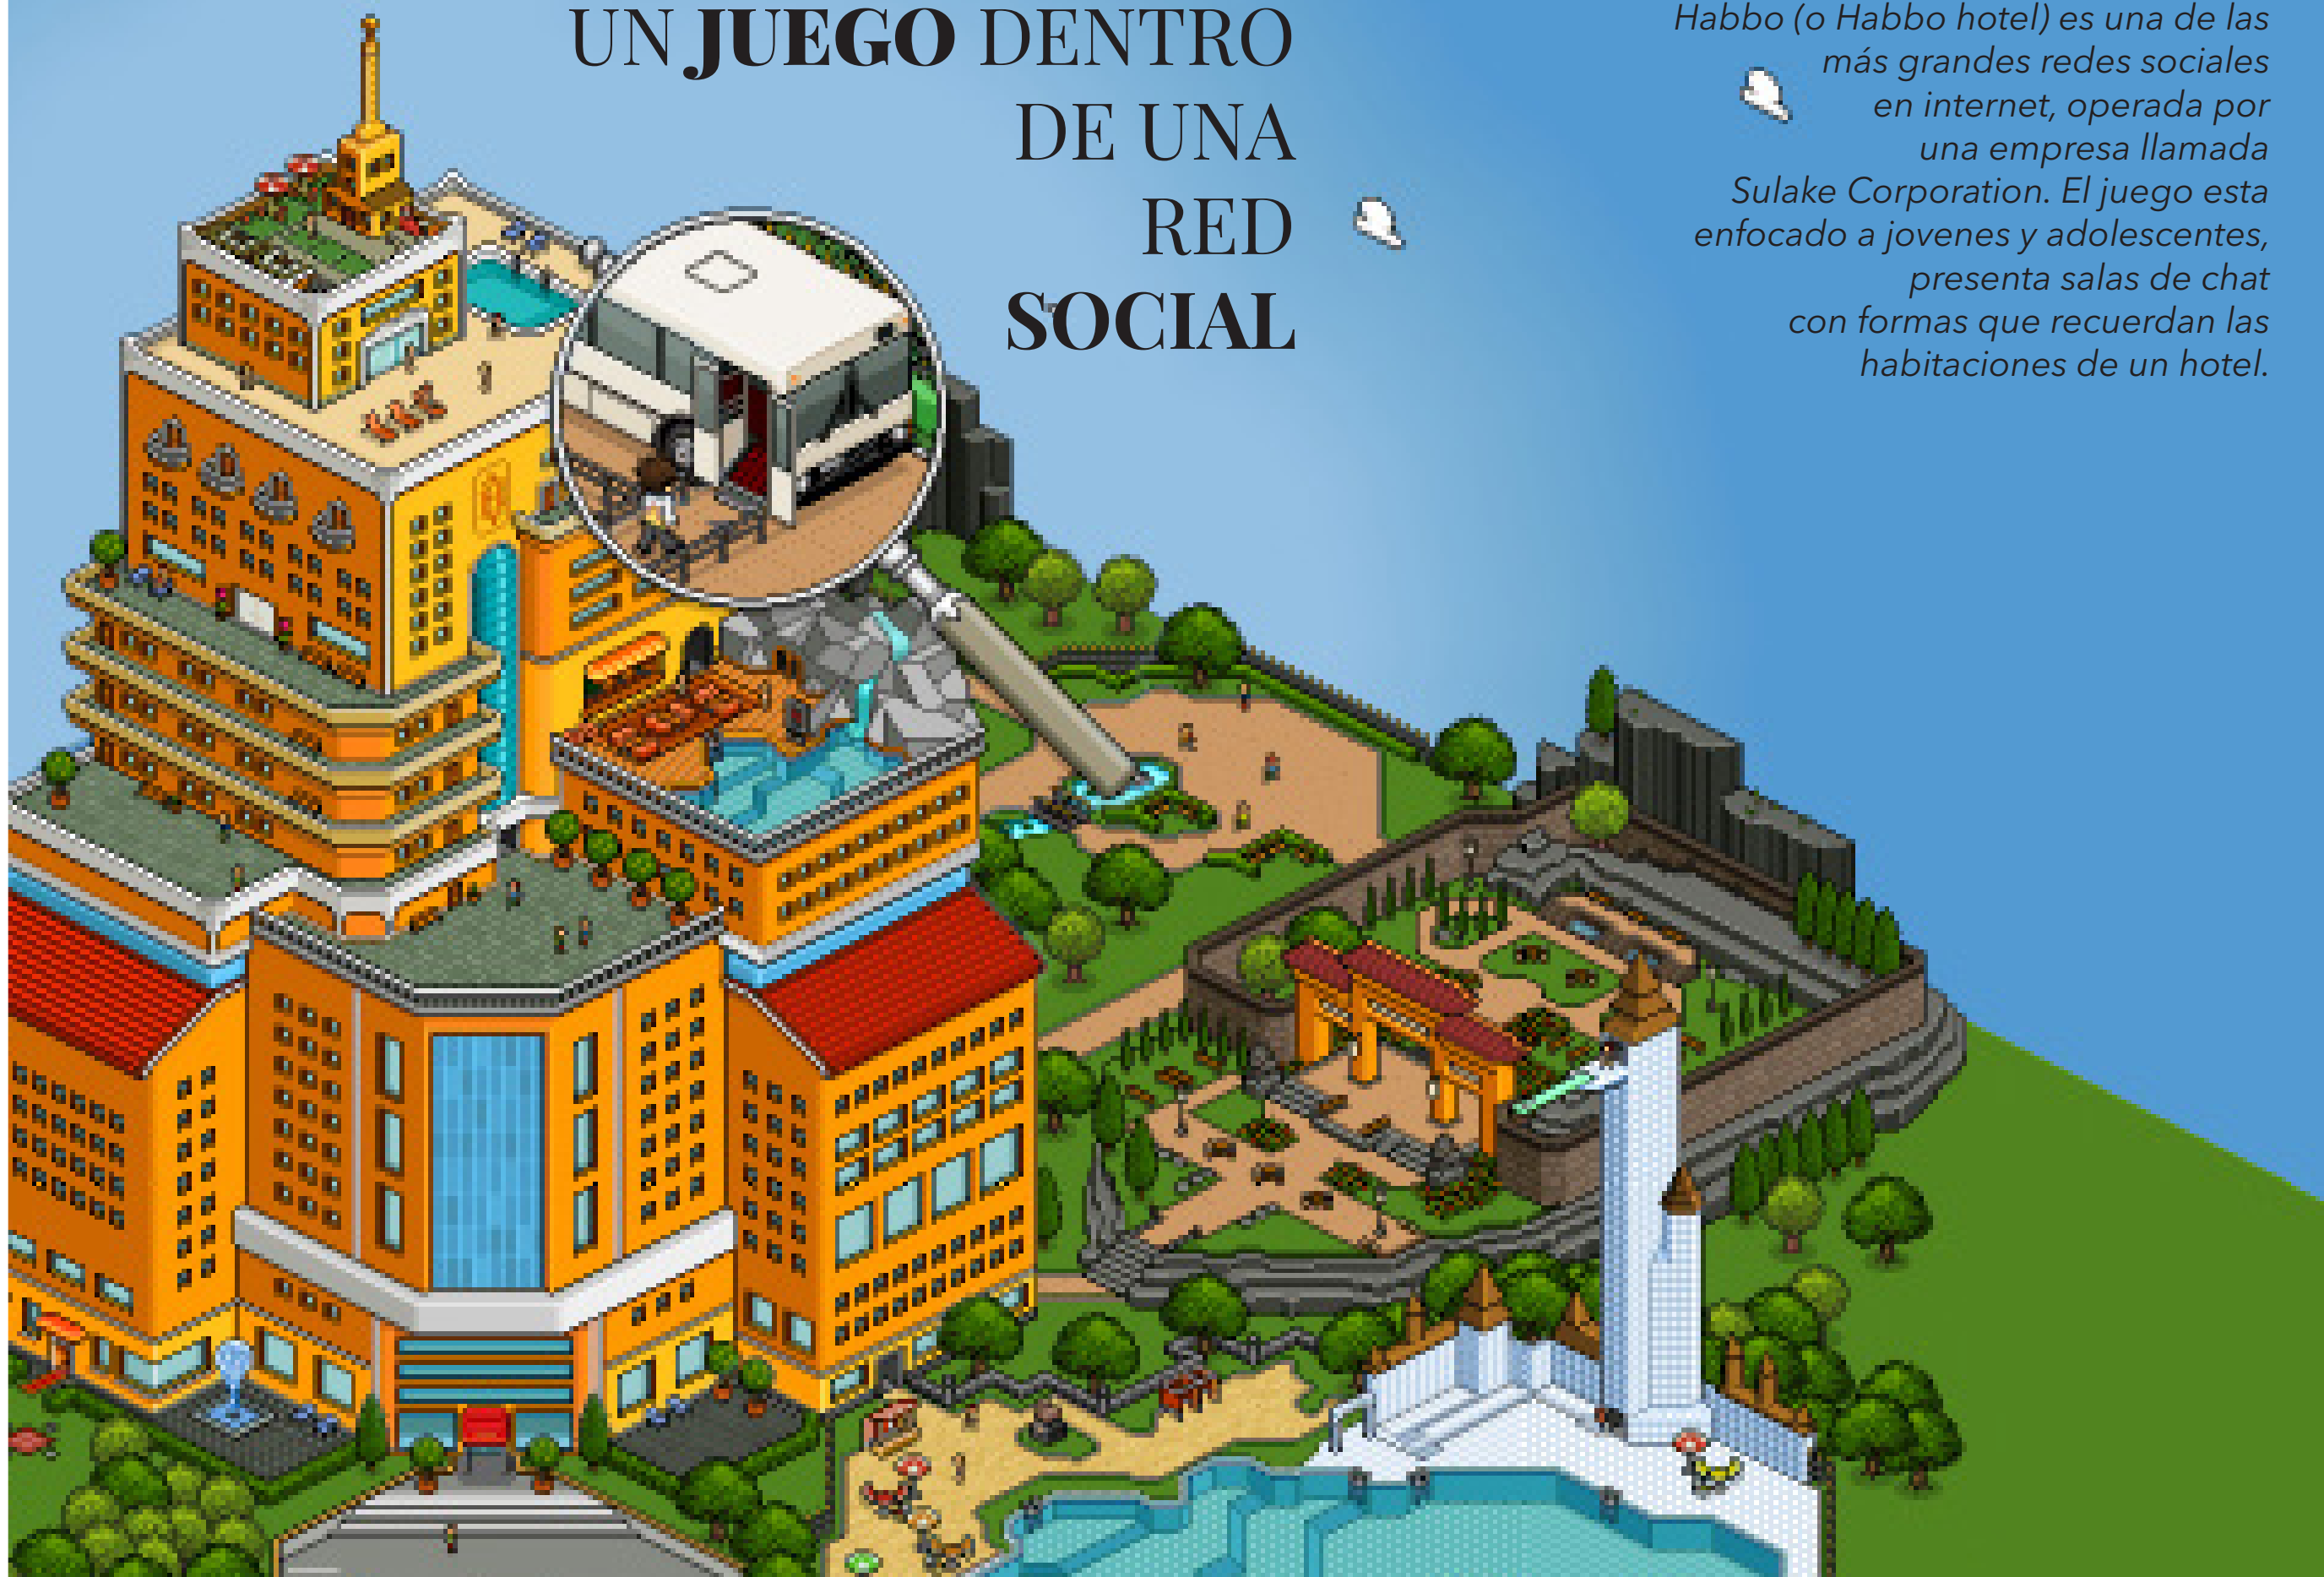 UN JUEGO DENTRO
DE UNA
RED
SOCIAL
Habbo (o Habbo hotel) es una de las
más grandes redes sociales
en internet, operada por
una empresa llamada
Sulake Corporation. El juego esta
enfocado a jovenes y adolescentes,
presenta salas de chat
con formas que recuerdan las
habitaciones de un hotel.